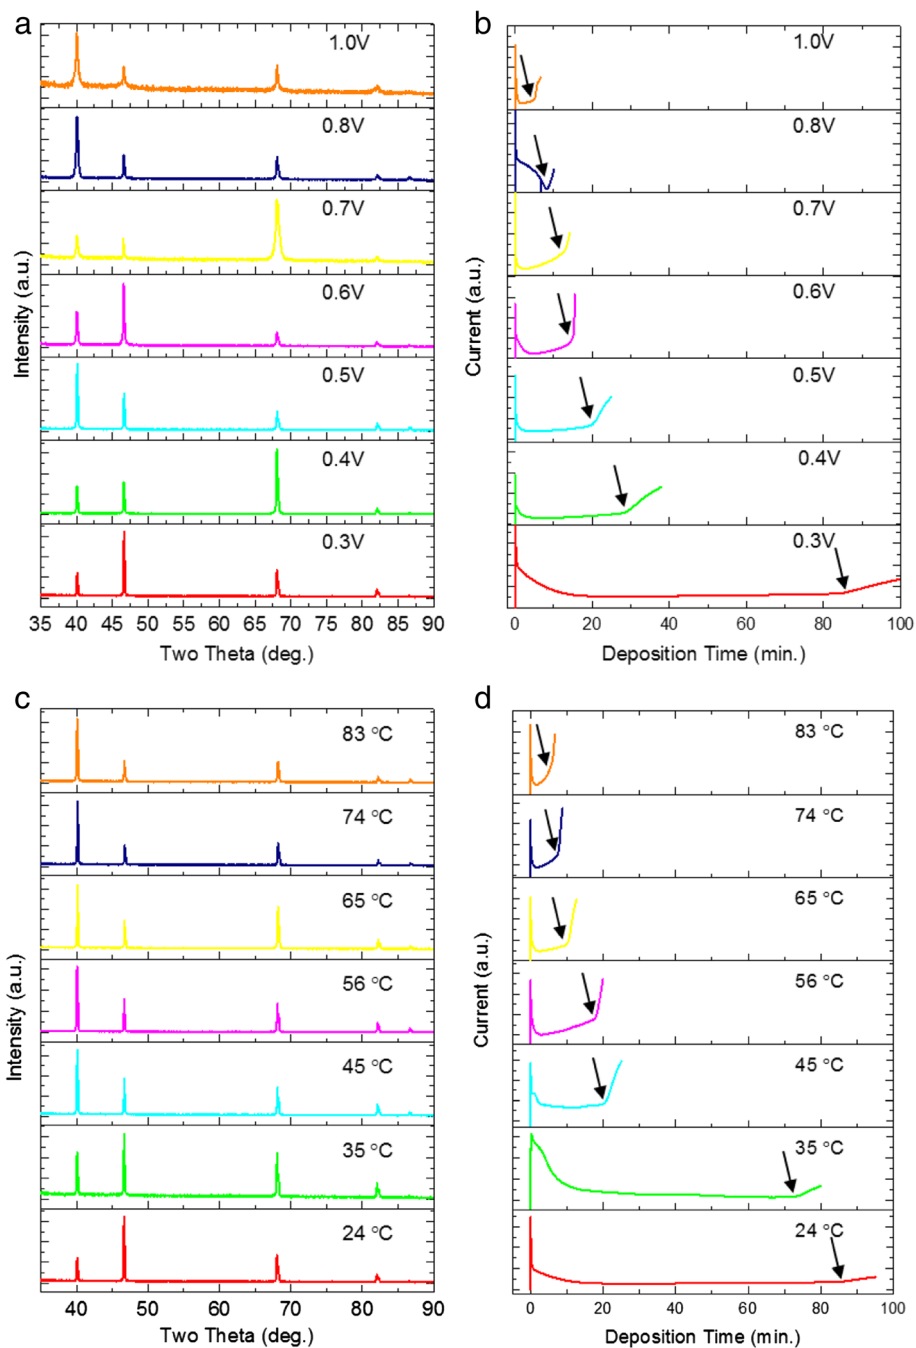 a
1.0V
0.8V
0.7V
0.6V
0.5V
0.4V
0.3V
Intensity (a.u.)
35 40 45 50 55 60 65 70 75 80 85 90
Two Theta (deg.)
b
1.0V
0.8V
0.7V
0.6V
0.5V
0.4V
0.3V
Current (a.u.)
0 20 40 60 80 100
Deposition Time (min.)
c
83 °C
74 °C
65 °C
56 °C
45 °C
35 °C
24 °C
Intensity (a.u.)
40 50 60 70 80 90
Two Theta (deg.)
d
83 °C
74 °C
65 °C
56 °C
45 °C
35 °C
24 °C
Current (a.u.)
0 20 40 60 80 100
Deposition Time (min.)